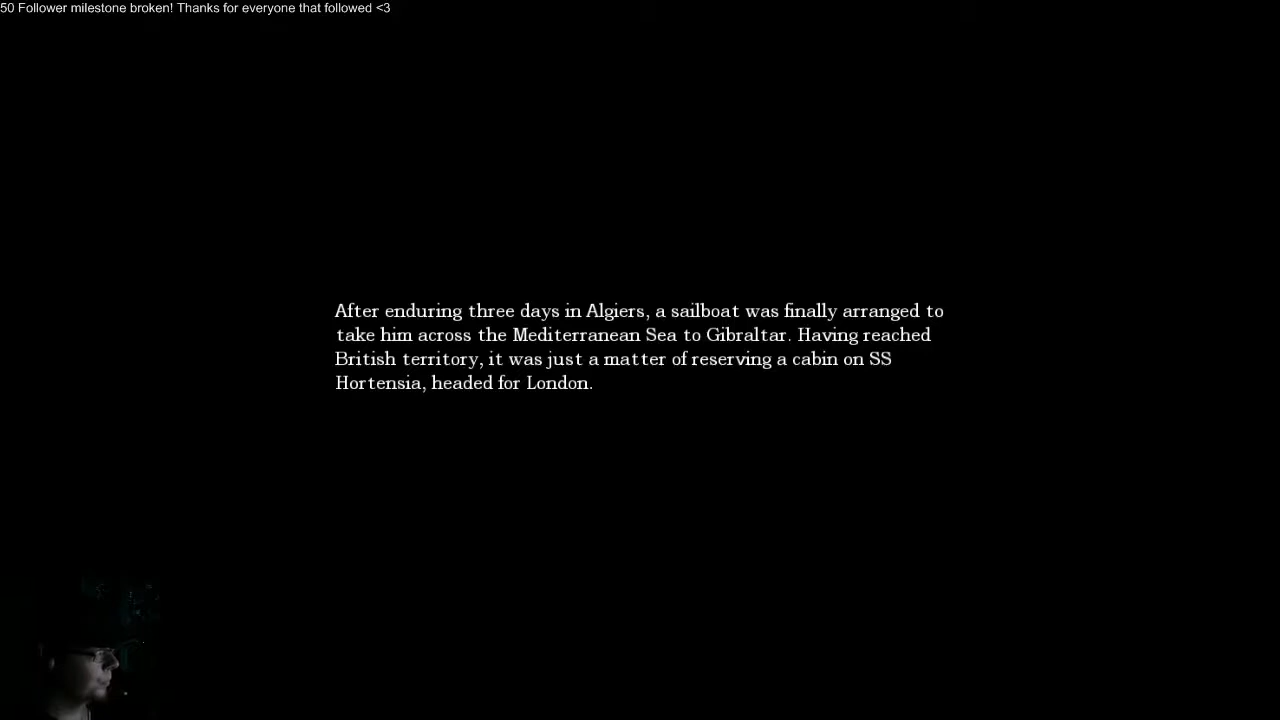 50 Follower milestone broken! Thanks for everyone that followed <3
After enduring three days in Algiers, a sailboat was finally arranged to
take him across the Mediterranean Sea to Gibraltar. Having reached
British territory, it was just a matter of reserving a cabin on SS
Hortensia, headed for London.